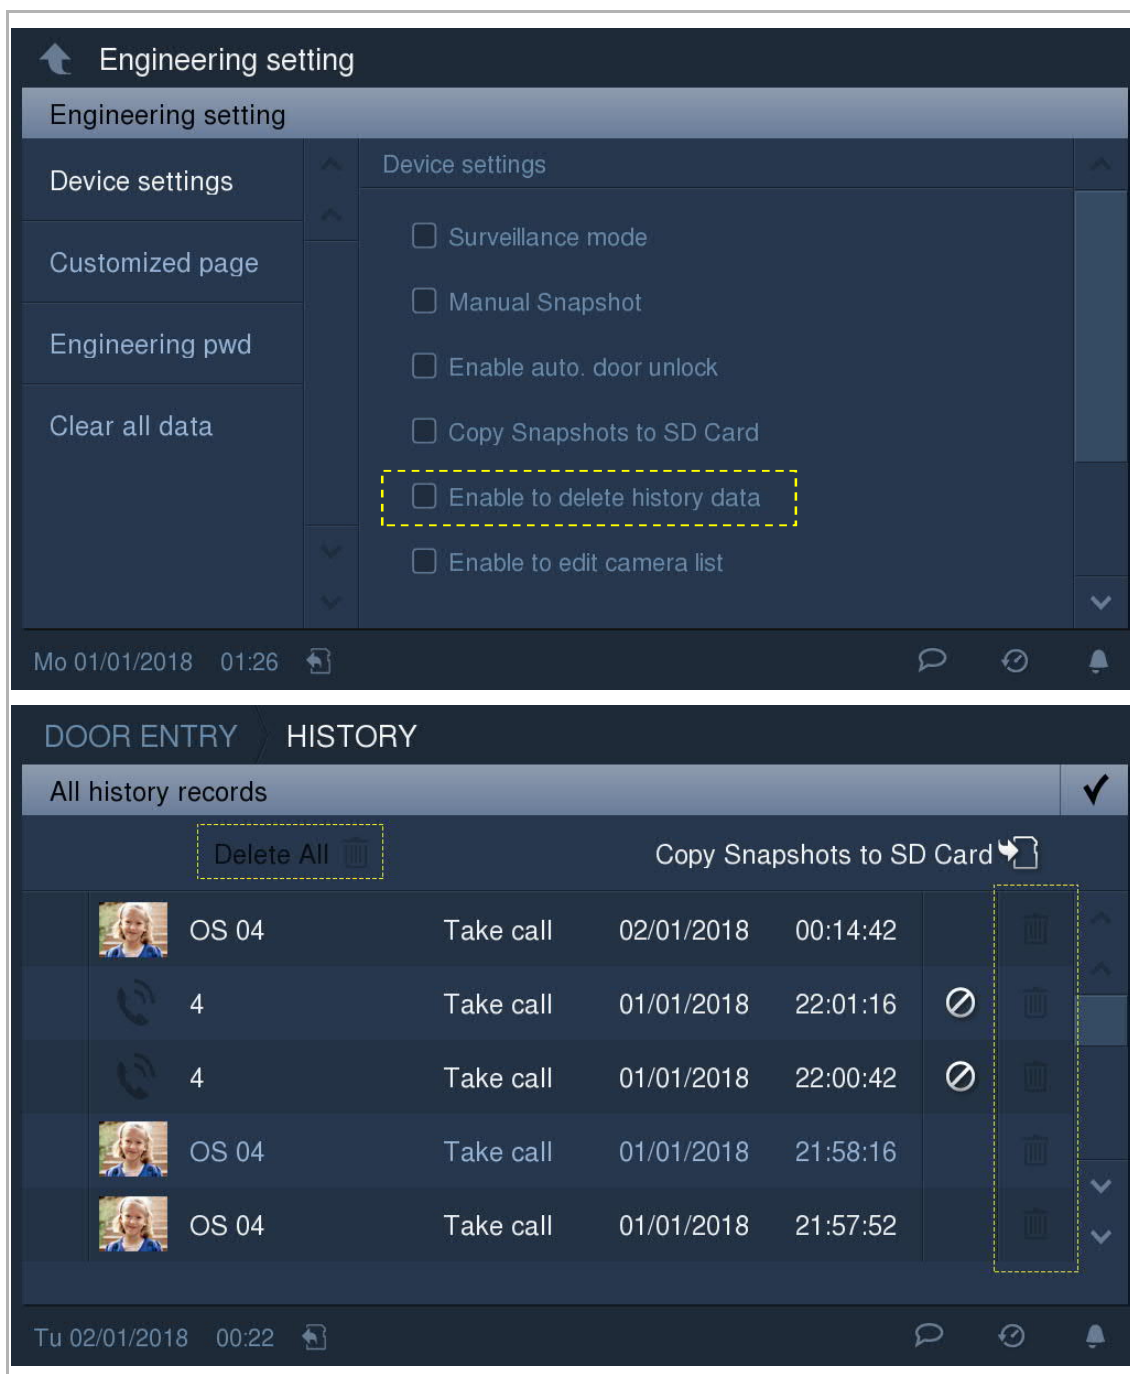 Engineering setting
Engineering setting
Device settings
Device settings
Surveillance mode
Customized page
Manual Snapshot
Engineering pwd
Enable auto. door unlock
Clear all data
Copy Snapshots to SD Card
Enable to delete history data
Enable to edit camera list
Mo 01/01/2018 01:26
DOOR ENTRY HISTORY
All history records
Delete All Copy Snapshots to SD Card
OS 04 Take call 02/01/2018 00:14:42
4 Take call 01/01/2018 22:01:16
4 Take call 01/01/2018 22:00:42
OS 04 Take call 01/01/2018 21:58:16
OS 04 Take call 01/01/2018 21:57:52
Tu 02/01/2018 00:22